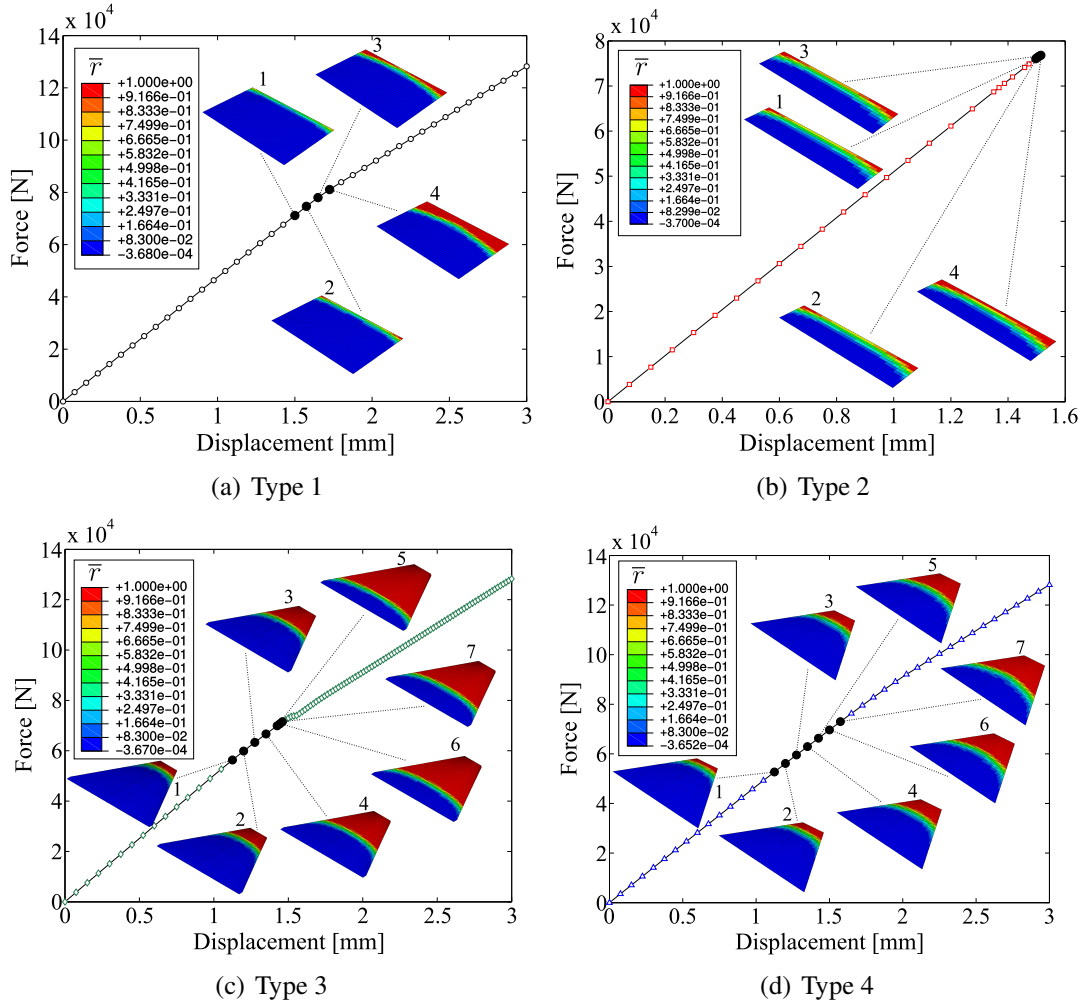 x 10⁴
14
12
10
8
6
4
2
0
Force [N]
r̅
+1.000e+00
+9.166e-01
+8.333e-01
+7.499e-01
+6.665e-01
+5.832e-01
+4.998e-01
+4.165e-01
+3.331e-01
+2.497e-01
+1.664e-01
+8.300e-02
-3.680e-04
1
3
4
2
0 0.5 1 1.5 2 2.5 3
Displacement [mm]
(a) Type 1
x 10⁴
8
7
6
5
4
3
2
1
0
Force [N]
r̅
+1.000e+00
+9.166e-01
+8.333e-01
+7.499e-01
+6.665e-01
+5.832e-01
+4.998e-01
+4.165e-01
+3.331e-01
+2.497e-01
+1.664e-01
+8.299e-02
-3.700e-04
3
1
2
4
0 0.2 0.4 0.6 0.8 1 1.2 1.4 1.6
Displacement [mm]
(b) Type 2
x 10⁴
14
12
10
8
6
4
2
0
Force [N]
r̅
+1.000e+00
+9.166e-01
+8.333e-01
+7.499e-01
+6.665e-01
+5.832e-01
+4.998e-01
+4.165e-01
+3.331e-01
+2.497e-01
+1.664e-01
+8.300e-02
-3.670e-04
5
3
7
6
1
2
4
0 0.5 1 1.5 2 2.5 3
Displacement [mm]
(c) Type 3
x 10⁴
14
12
10
8
6
4
2
0
Force [N]
r̅
+1.000e+00
+9.166e-01
+8.333e-01
+7.499e-01
+6.665e-01
+5.832e-01
+4.998e-01
+4.165e-01
+3.331e-01
+2.497e-01
+1.664e-01
+8.300e-02
-3.652e-04
5
3
7
6
1
2
4
0 0.5 1 1.5 2 2.5 3
Displacement [mm]
(d) Type 4